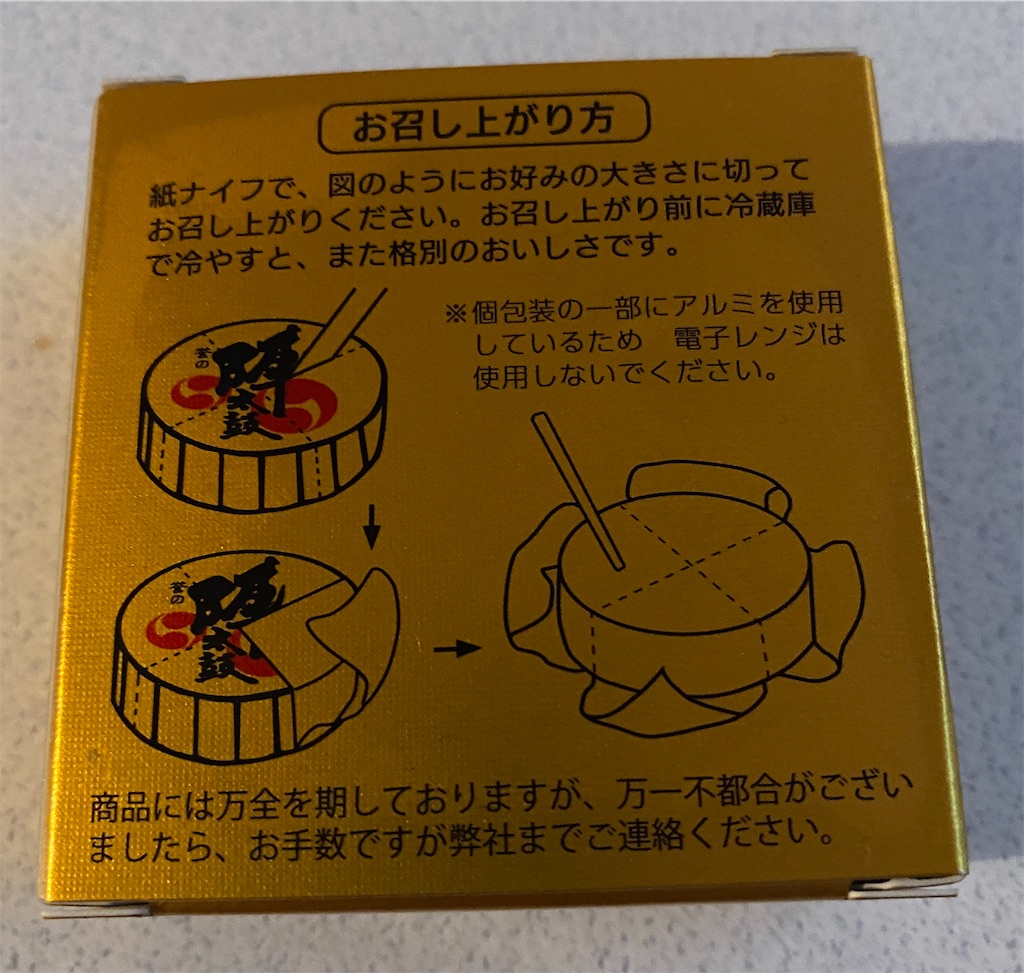 お召し上がり方
紙ナイフで、図のようにお好みの大きさに切って
お召し上がりください。お召し上がり前に冷蔵庫
で冷やすと、また格別のおいしさです。
※個包装の一部にアルミを使用
しているため　電子レンジは
使用しないでください。
誉の
陣
太鼓
誉の
陣
太鼓
商品には万全を期しておりますが、万一不都合がござい
ましたら、お手数ですが弊社までご連絡ください。